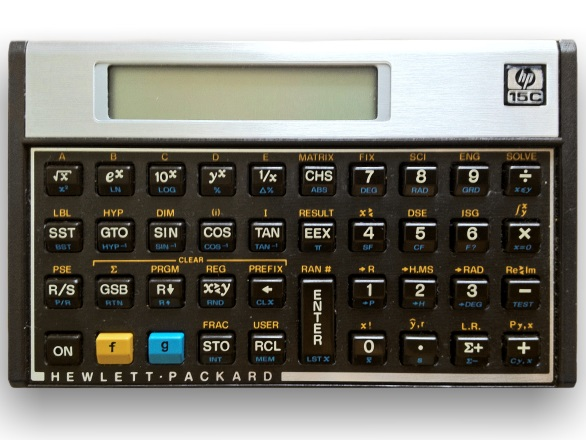 hp
15C
A B C D E MATRIX FIX SCI ENG SOLVE
√x eˣ 10ˣ yˣ 1/x CHS 7 8 9 ÷
x² LN LOG % Δ% ABS DEG RAD GRD x≤y
LBL HYP DIM (i) I RESULT x⇄ DSE ISG ∫xy
SST GTO SIN COS TAN EEX 4 5 6 ×
BST HYP⁻¹ SIN⁻¹ COS⁻¹ TAN⁻¹ π SF CF F? x=0
CLEAR
PSE Σ PRGM REG PREFIX RAN # →R →H.MS →RAD Re⇄Im
R/S GSB R↓ x⇄y ← ENTER 1 2 3 −
P/R RTN R↑ RND CLX →P →H →DEG TEST
FRAC USER x! ŷ,r L.R. Py,x
ON f g STO RCL 0 • Σ+ +
INT MEM LSTX x̄ s Σ− Cy,x
HEWLETT·PACKARD